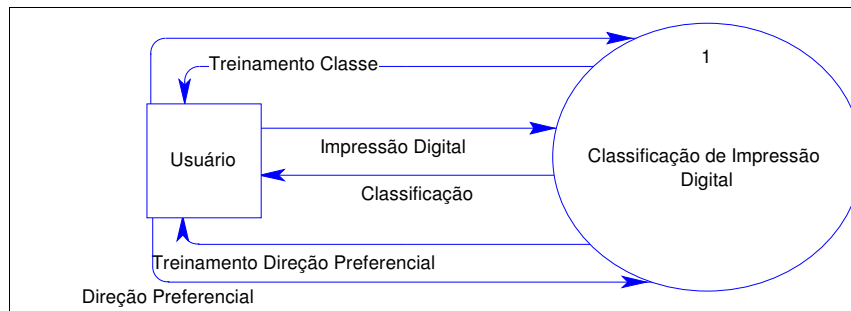 1
Treinamento Classe
Impressão Digital
Usuário
Classificação de Impressão
Digital
Classificação
Treinamento Direção Preferencial
Direção Preferencial